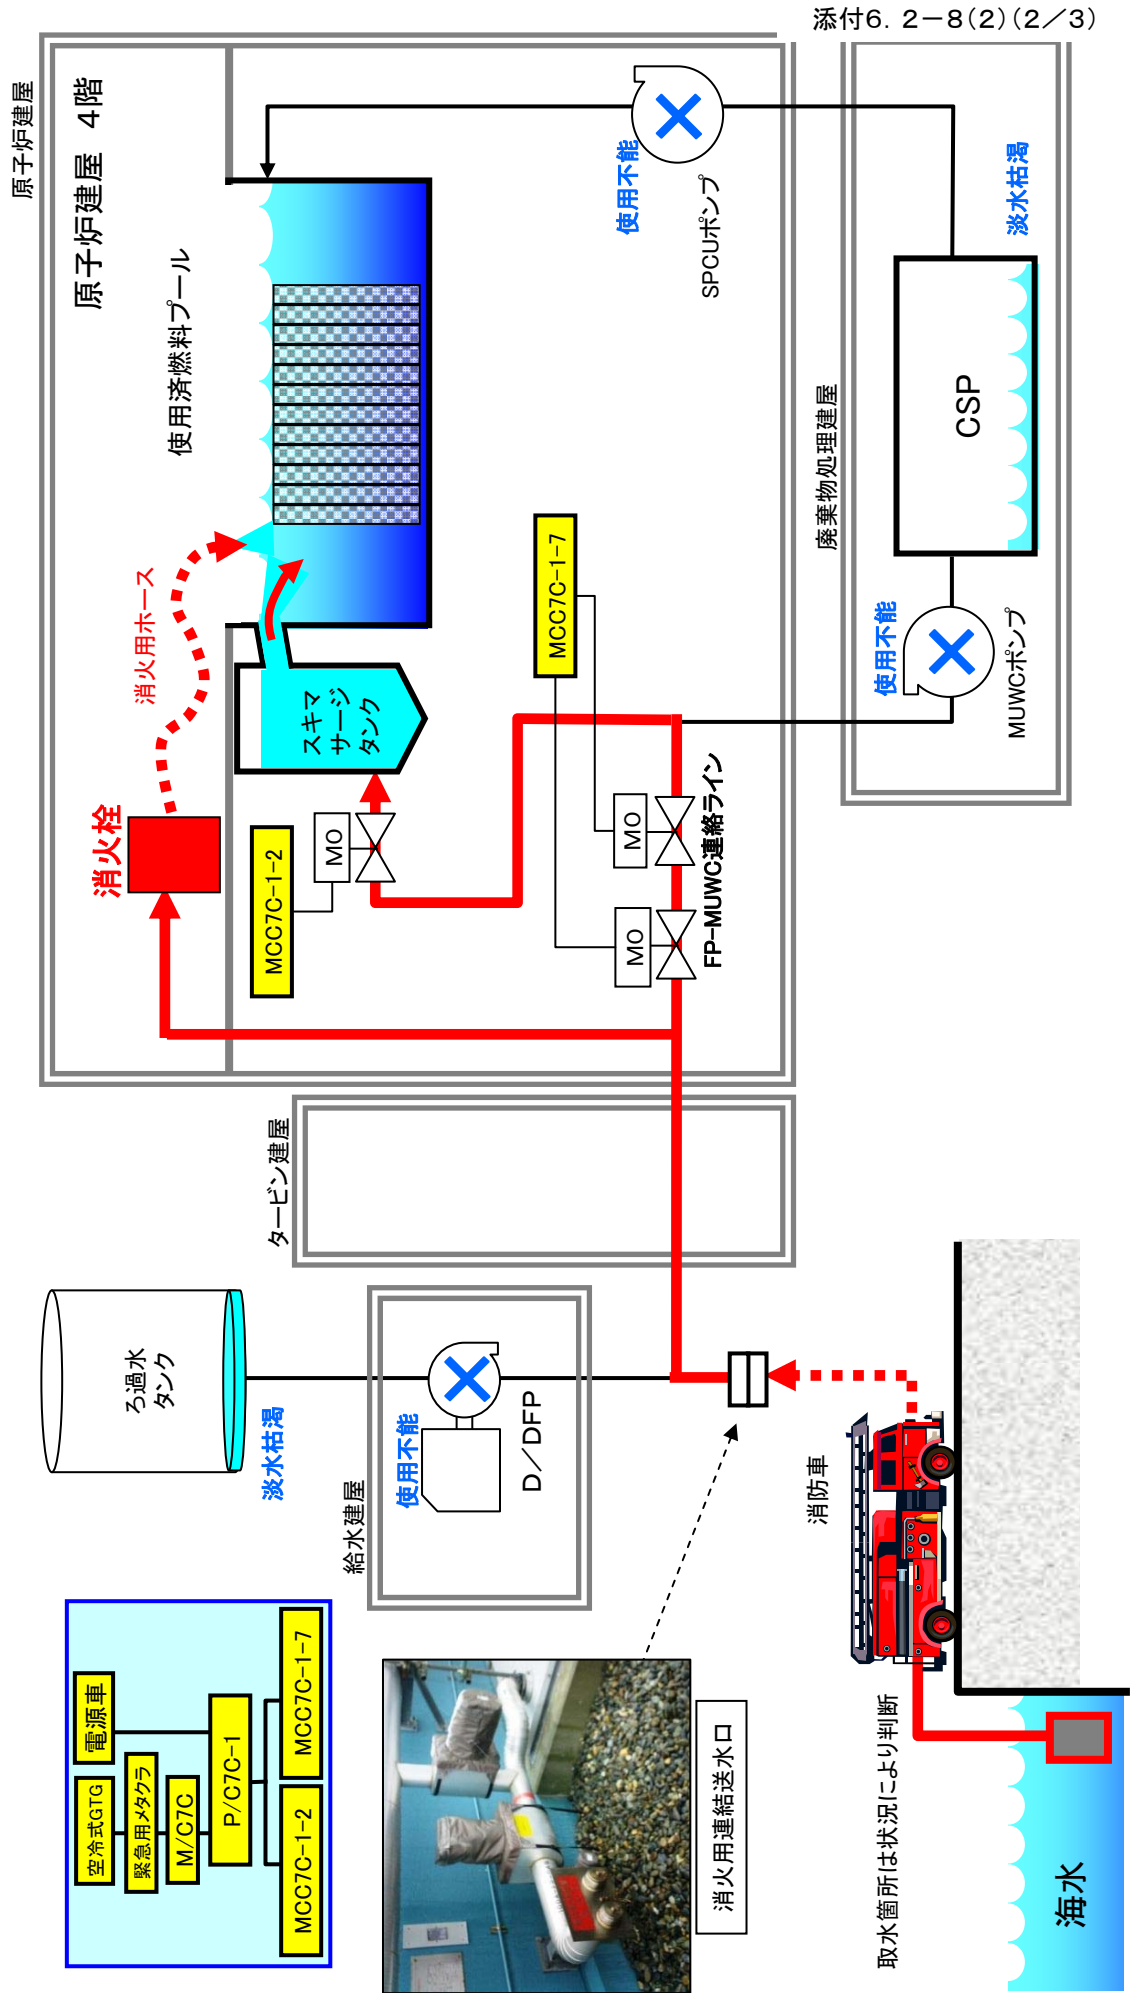 添付6．2－8(2)(2／3)
原子炉建屋
原子炉建屋 4階
使用済燃料プール
消火用ホース
消火栓
スキマ
サージ
タンク
MCC7C-1-2
MO
MCC7C-1-7
MO
MO
FP-MUWC連絡ライン
使用不能
SPCUポンプ
廃棄物処理建屋
淡水枯渇
CSP
使用不能
MUWCポンプ
タービン建屋
ろ過水
タンク
淡水枯渇
給水建屋
使用不能
D／DFP
空冷式GTG
電源車
緊急用メタクラ
M/C7C
P/C7C-1
MCC7C-1-2
MCC7C-1-7
消火用連結送水口
消防車
取水箇所は状況により判断
海水